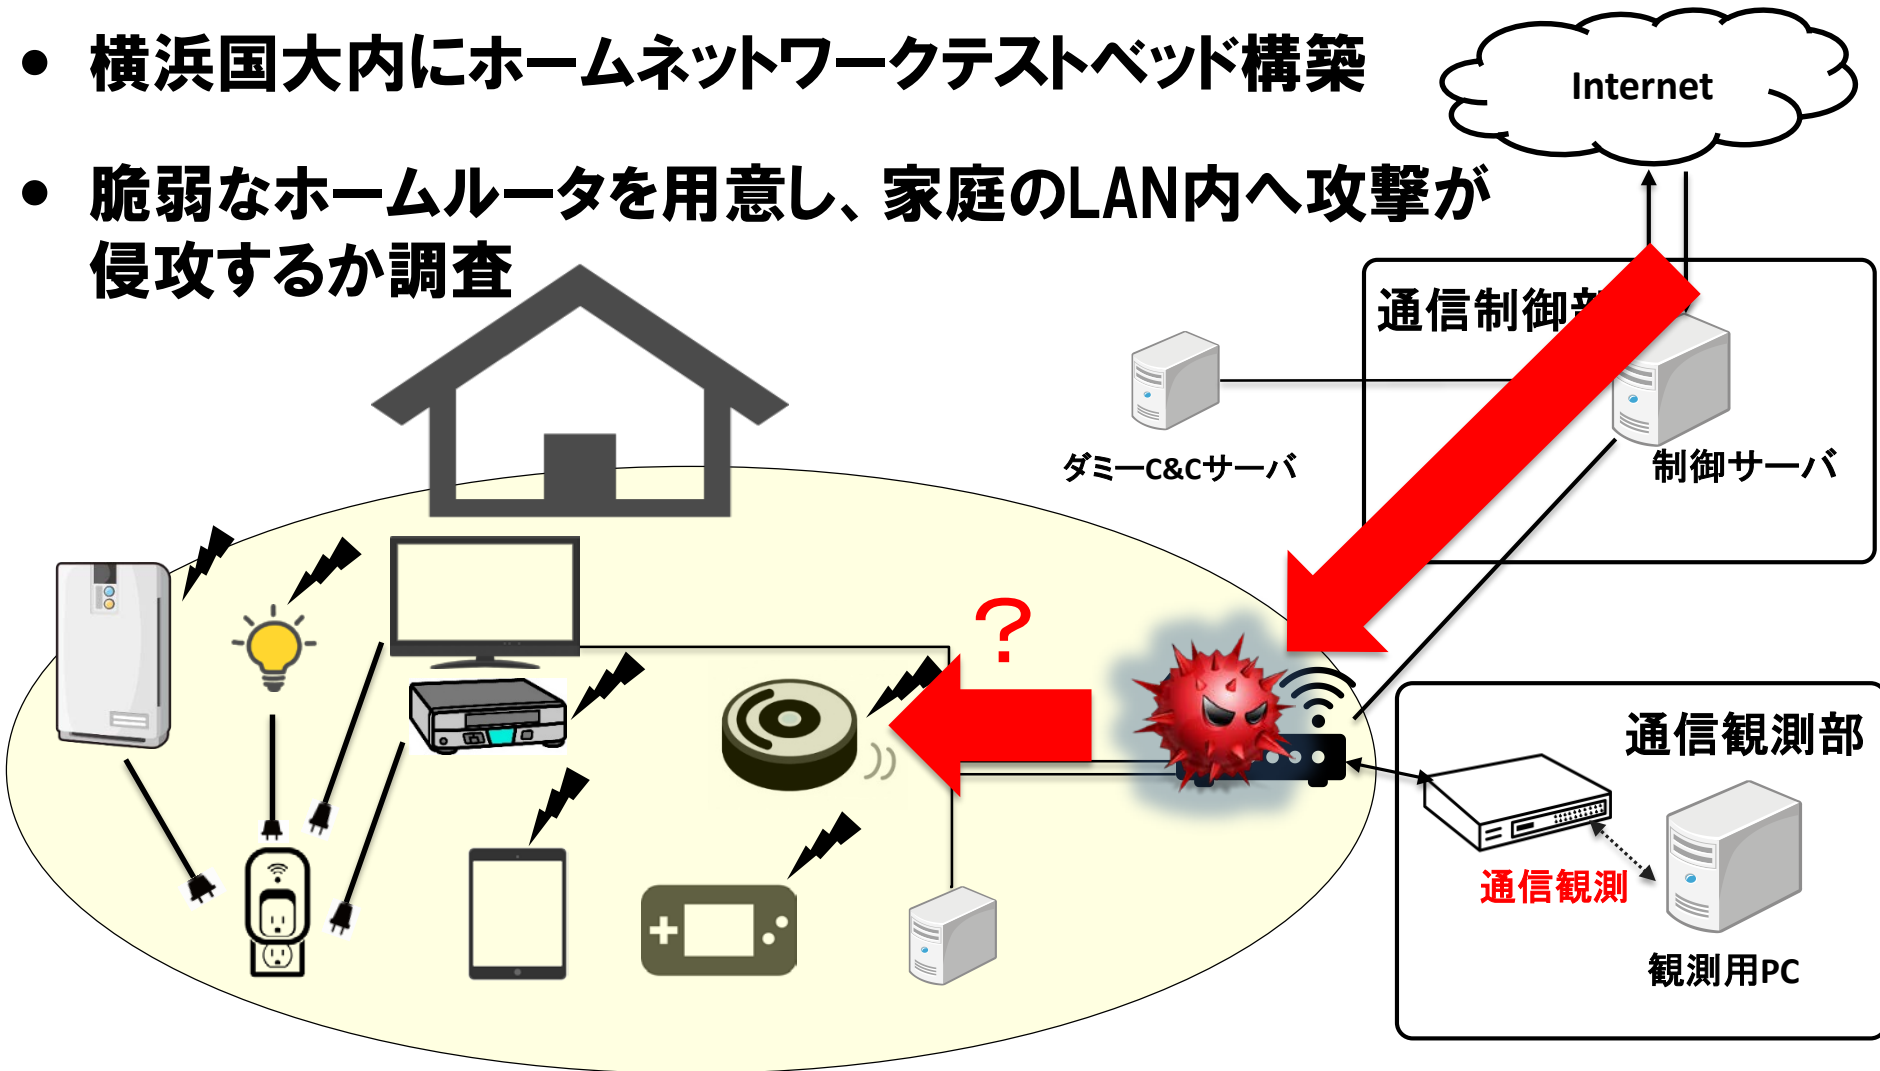 • 横浜国大内にホームネットワークテストベッド構築
• 脆弱なホームルータを用意し、家庭のLAN内へ攻撃が
侵攻するか調査
Internet
通信制御部
ダミーC&Cサーバ
制御サーバ
?
通信観測部
通信観測
観測用PC